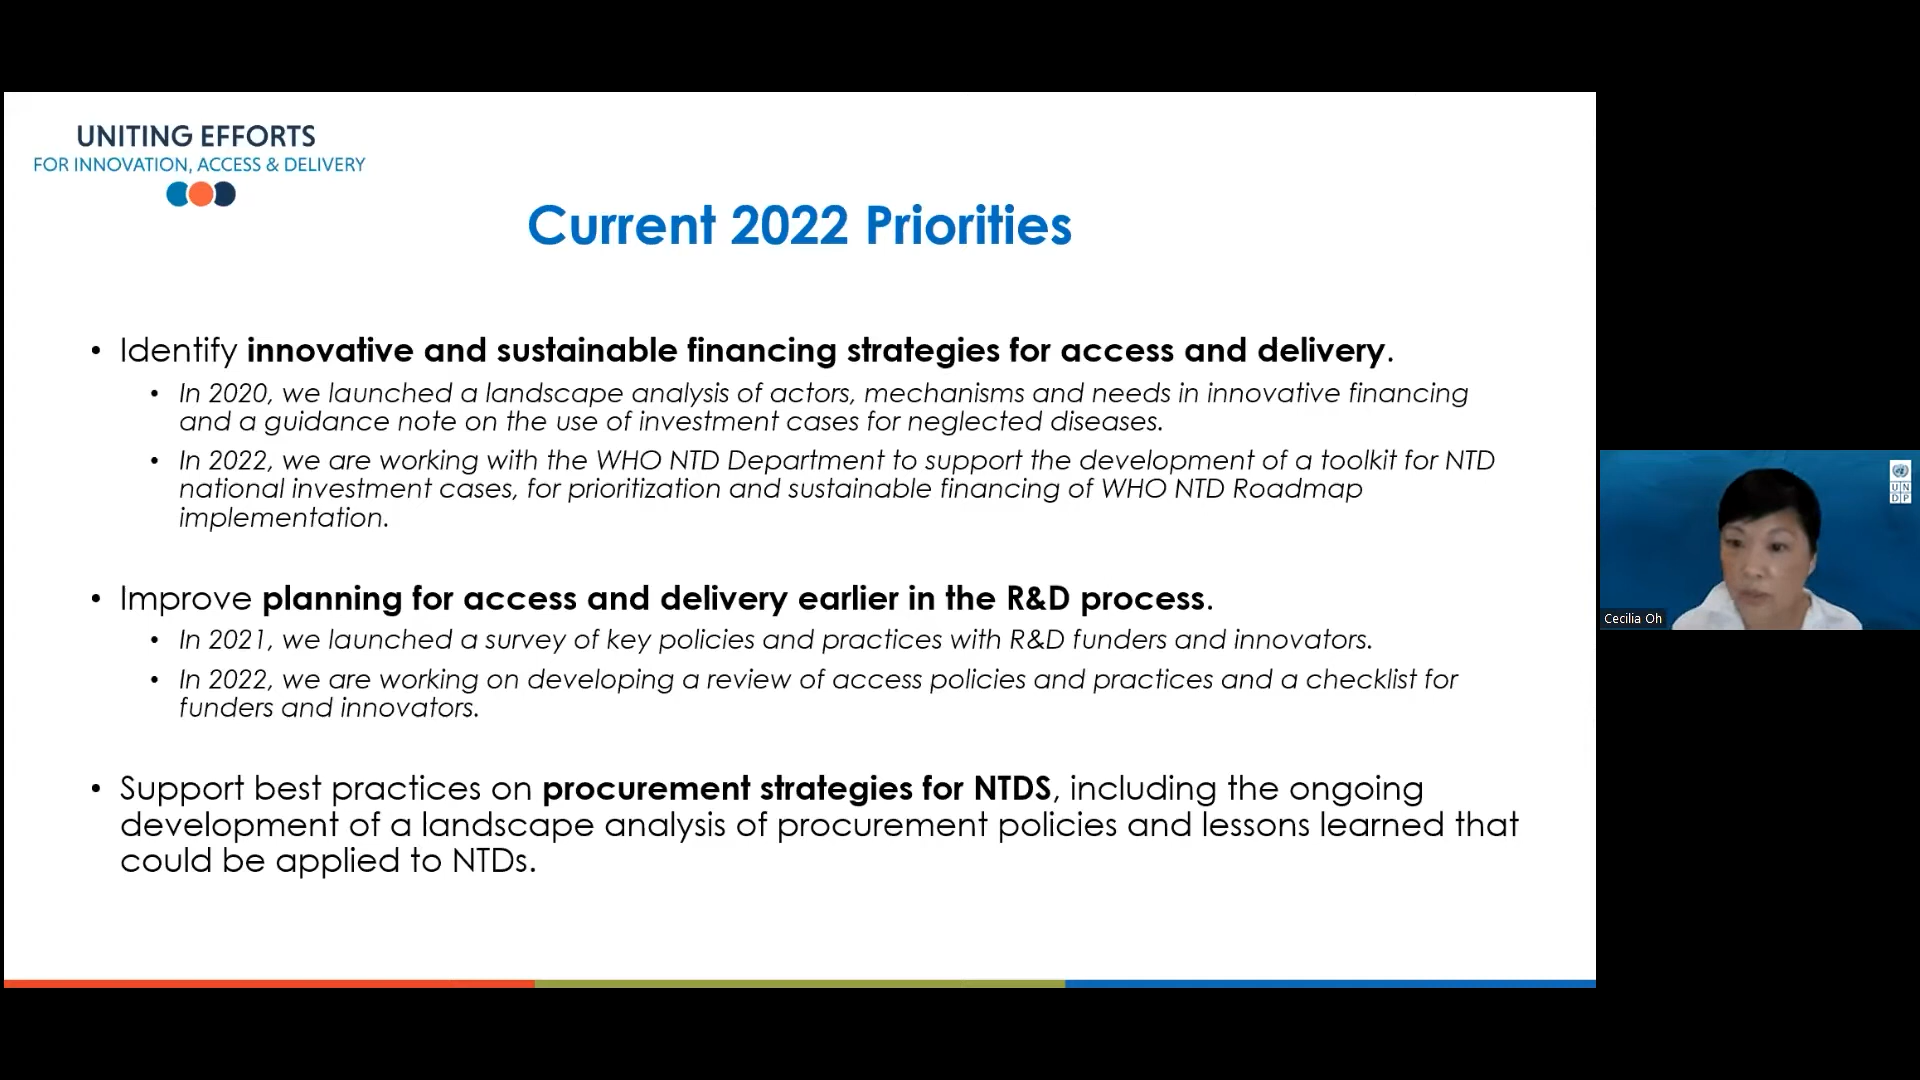 UNITING EFFORTS
FOR INNOVATION, ACCESS & DELIVERY
Current 2022 Priorities
• Identify innovative and sustainable financing strategies for access and delivery.
• In 2020, we launched a landscape analysis of actors, mechanisms and needs in innovative financing
and a guidance note on the use of investment cases for neglected diseases.
• In 2022, we are working with the WHO NTD Department to support the development of a toolkit for NTD
national investment cases, for prioritization and sustainable financing of WHO NTD Roadmap
implementation.
• Improve planning for access and delivery earlier in the R&D process.
• In 2021, we launched a survey of key policies and practices with R&D funders and innovators.
• In 2022, we are working on developing a review of access policies and practices and a checklist for
funders and innovators.
• Support best practices on procurement strategies for NTDS, including the ongoing
development of a landscape analysis of procurement policies and lessons learned that
could be applied to NTDs.
UN
DP
Cecilia Oh